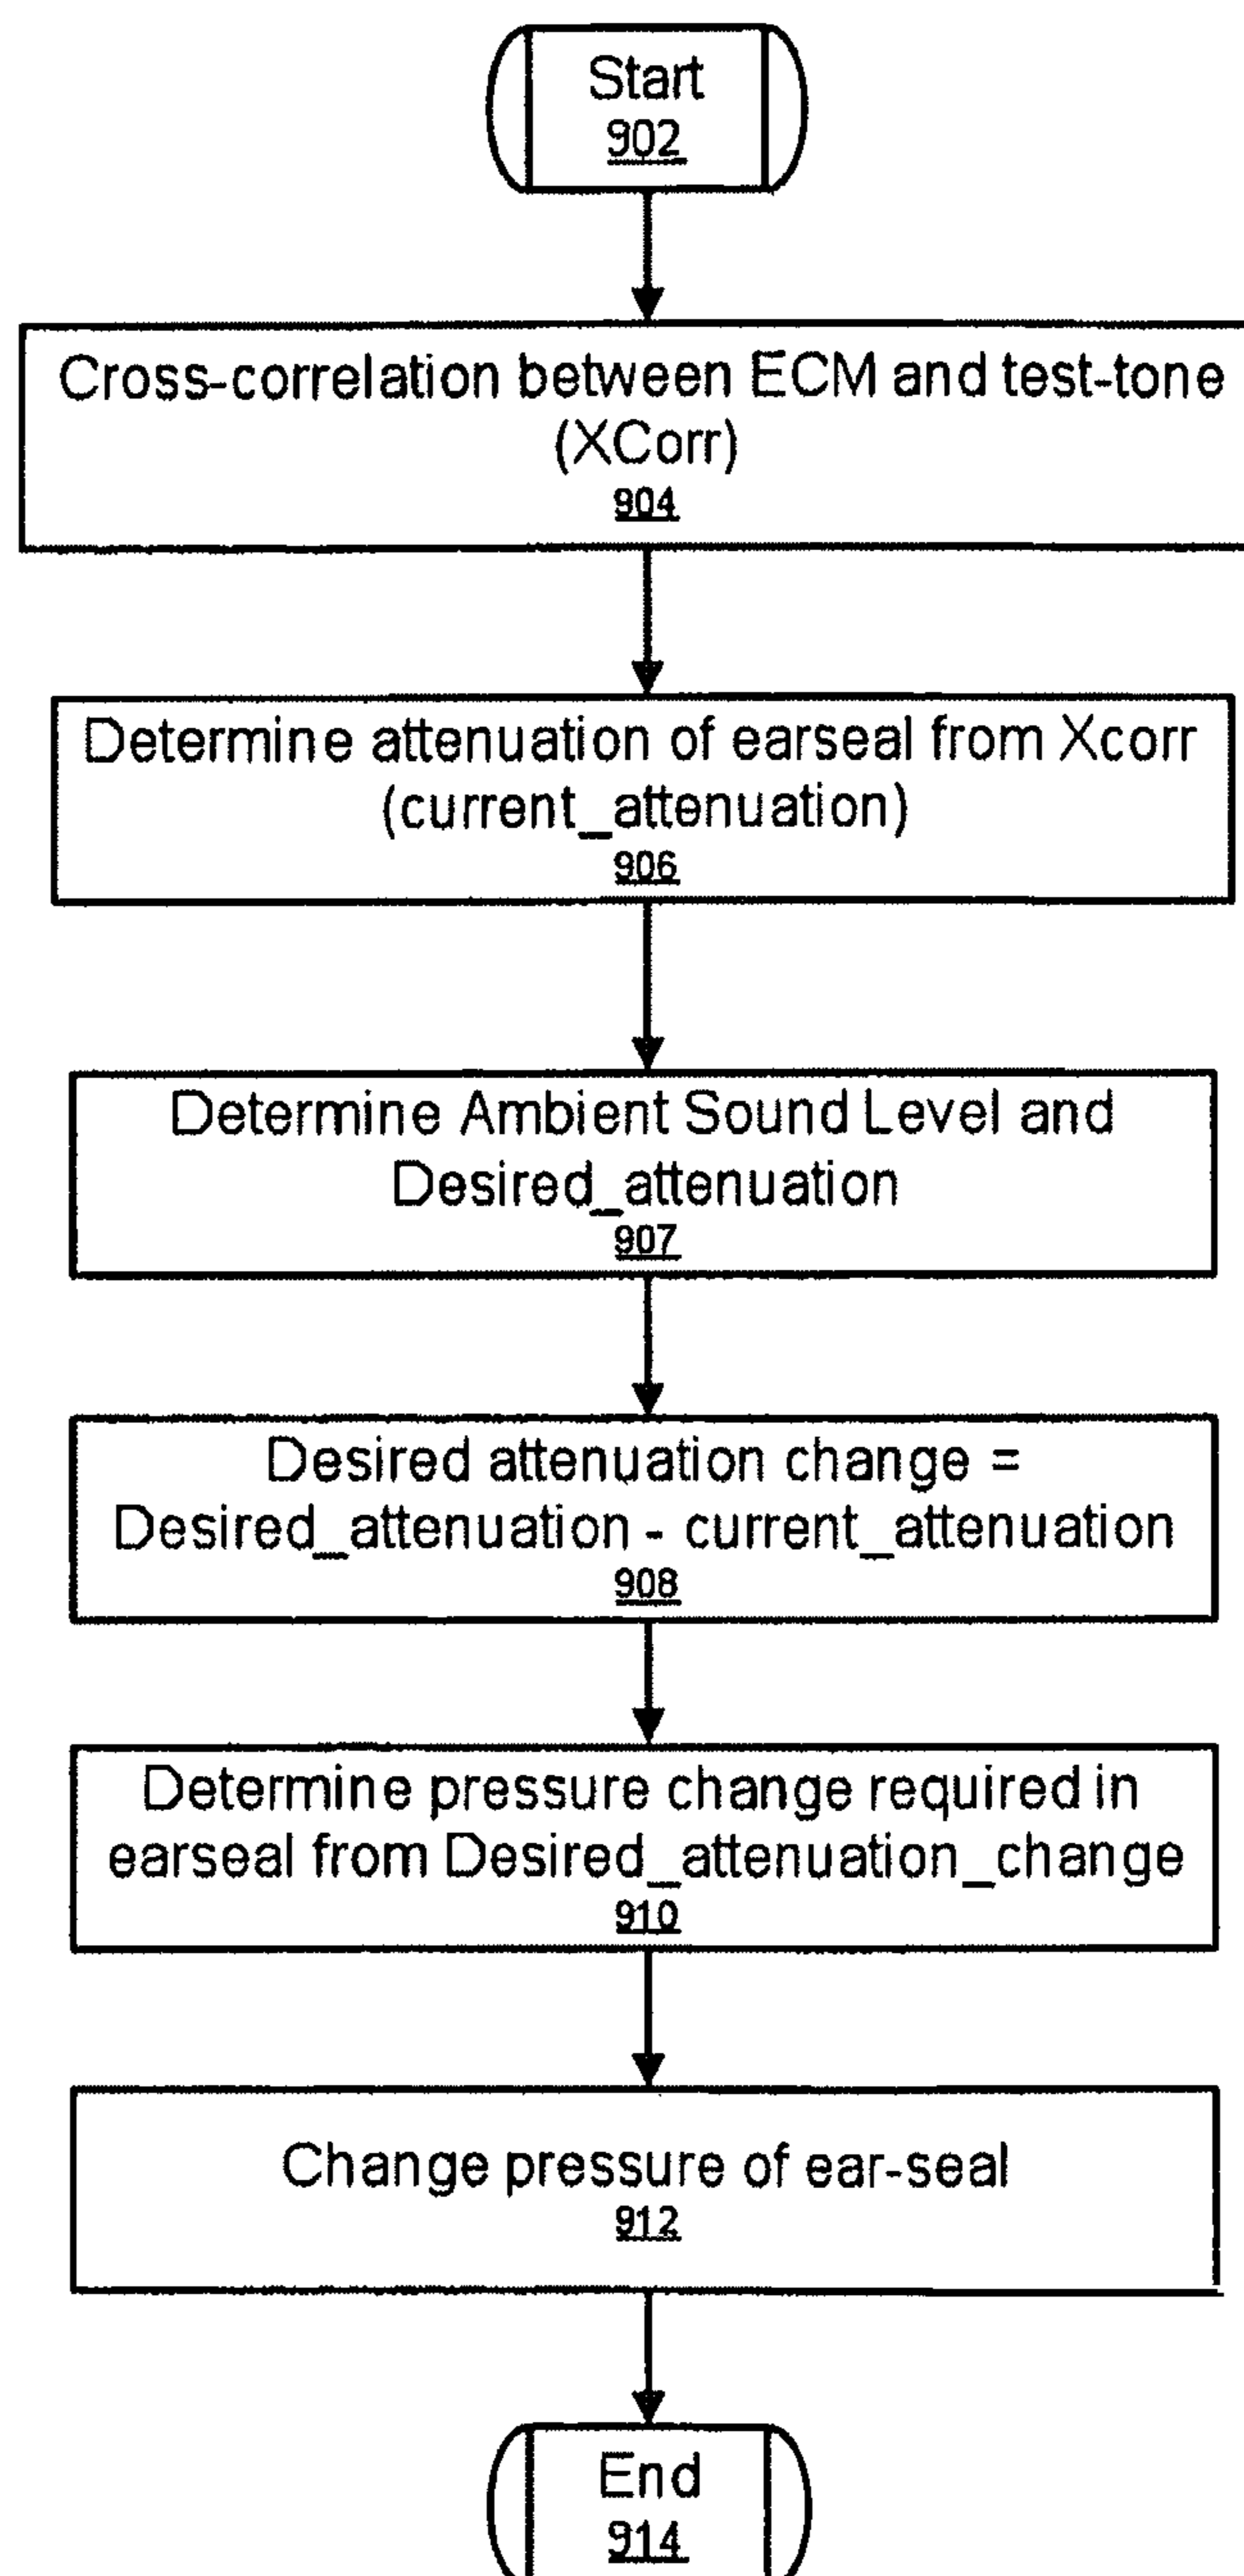 Start
902
Cross-correlation between ECM and test-tone
(XCorr)
904
Determine attenuation of earseal from Xcorr
(current_attenuation)
906
Determine Ambient Sound Level and
Desired_attenuation
907
Desired attenuation change =
Desired_attenuation - current_attenuation
908
Determine pressure change required in
earseal from Desired_attenuation_change
910
Change pressure of ear-seal
912
End
914